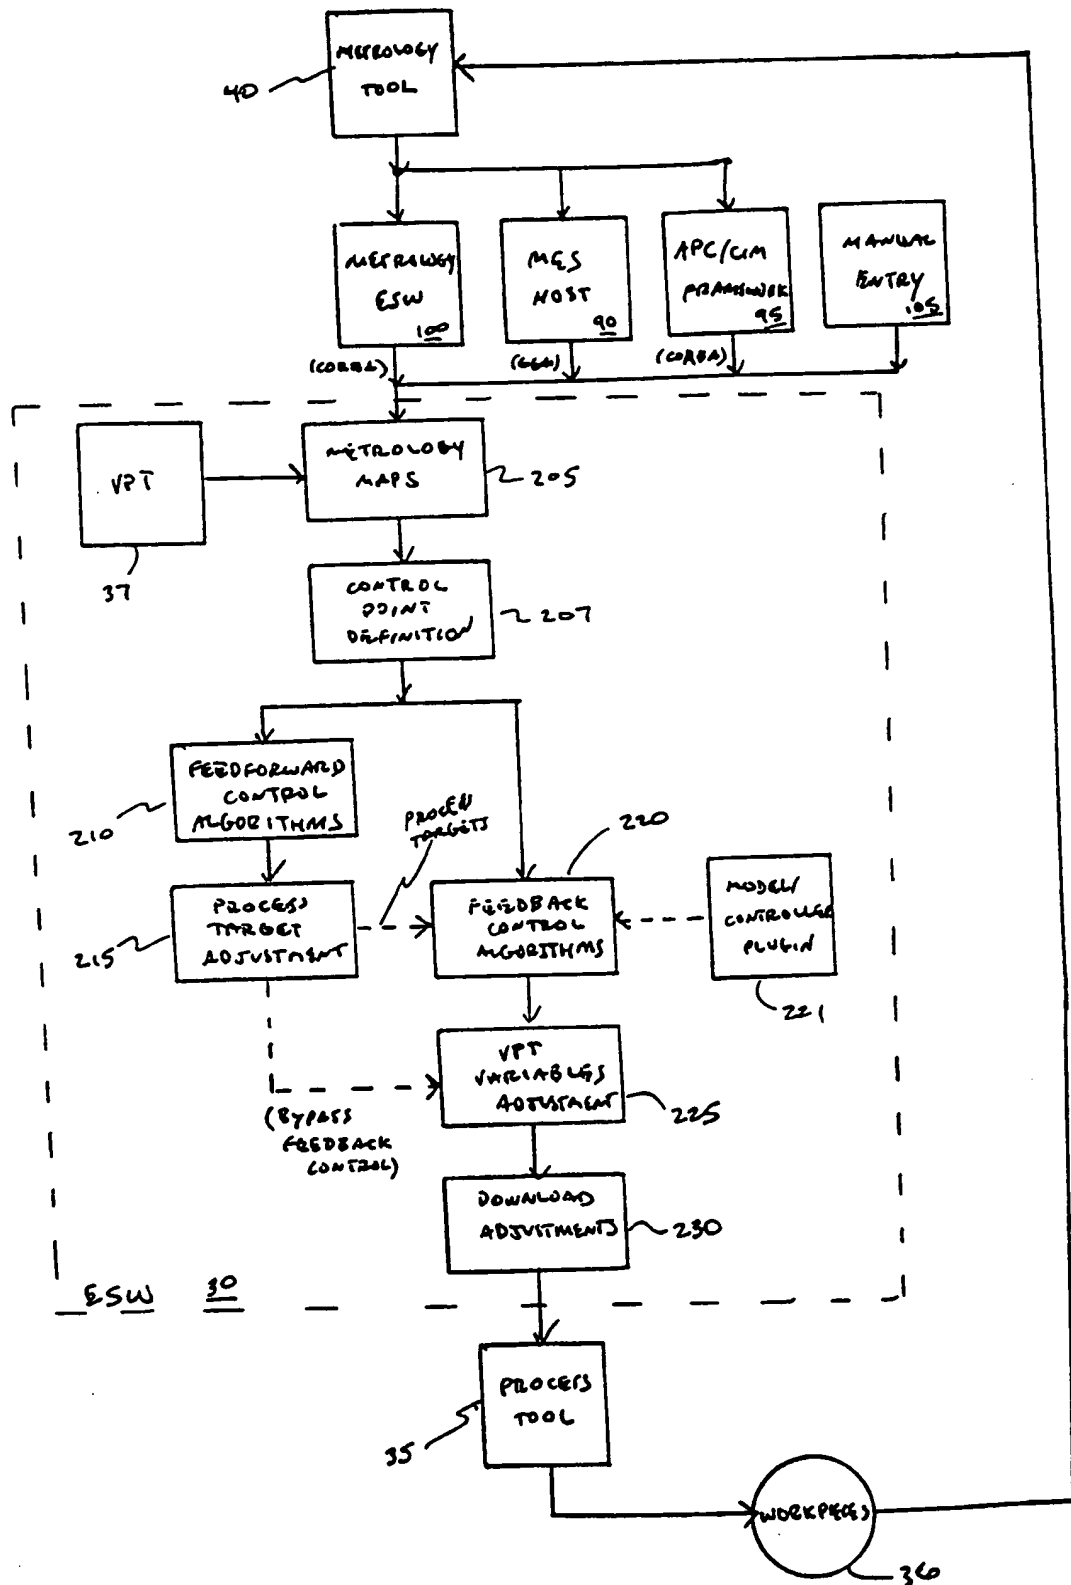 METROLOGY
TOOL
40
METROLOGY
ESW
100
MES
HOST
90
APC/CIM
FRAMEWORK
95
MANUAL
ENTRY
105
(CORBA)
(GEM)
(CORBA)
VPT
37
METROLOGY
MAPS
205
CONTROL
POINT
DEFINITION
207
FEEDFORWARD
CONTROL
ALGORITHMS
210
PROCESS
TARGETS
220
PROCESS
TARGET
ADJUSTMENT
215
FEEDBACK
CONTROL
ALGORITHMS
MODEL/
CONTROLLER
PLUGIN
221
VPT
VARIABLES
ADJUSTMENT
225
(BYPASS
FEEDBACK
CONTROL)
DOWNLOAD
ADJUSTMENTS
230
ESW 30
PROCESS
TOOL
35
WORKPIECES
36